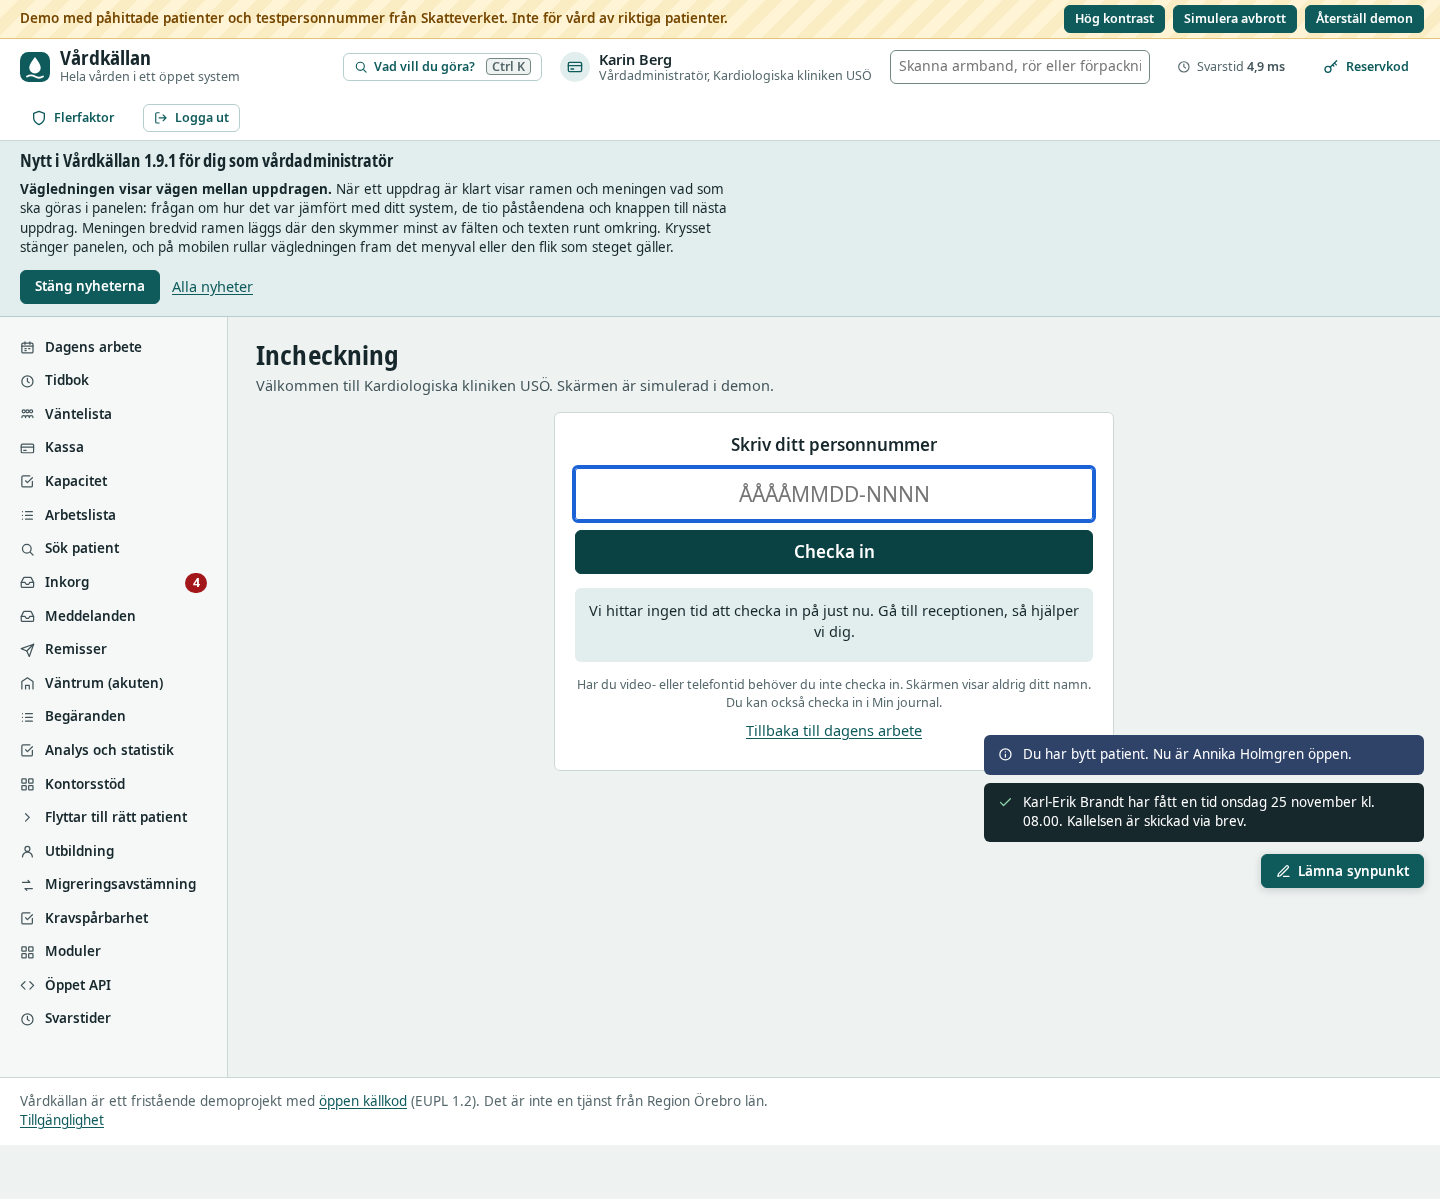 Demo med påhittade patienter och testpersonnummer från Skatteverket. Inte för vård av riktiga patienter.
Hög kontrast
Simulera avbrott
Återställ demon
Vårdkällan
Hela vården i ett öppet system
Vad vill du göra? Ctrl K
Karin Berg
Vårdadministratör, Kardiologiska kliniken USÖ
Skanna armband, rör eller förpackni
Svarstid 4,9 ms
Reservkod
Flerfaktor
Logga ut
Nytt i Vårdkällan 1.9.1 för dig som vårdadministratör
Vägledningen visar vägen mellan uppdragen. När ett uppdrag är klart visar ramen och meningen vad som
ska göras i panelen: frågan om hur det var jämfört med ditt system, de tio påståendena och knappen till nästa
uppdrag. Meningen bredvid ramen läggs där den skymmer minst av fälten och texten runt omkring. Krysset
stänger panelen, och på mobilen rullar vägledningen fram det menyval eller den flik som steget gäller.
Stäng nyheterna
Alla nyheter
Dagens arbete
Tidbok
Väntelista
Kassa
Kapacitet
Arbetslista
Sök patient
Inkorg 4
Meddelanden
Remisser
Väntrum (akuten)
Begäranden
Analys och statistik
Kontorsstöd
Flyttar till rätt patient
Utbildning
Migreringsavstämning
Kravspårbarhet
Moduler
Öppet API
Svarstider
Incheckning
Välkommen till Kardiologiska kliniken USÖ. Skärmen är simulerad i demon.
Skriv ditt personnummer
ÅÅÅÅMMDD-NNNN
Checka in
Vi hittar ingen tid att checka in på just nu. Gå till receptionen, så hjälper
vi dig.
Har du video- eller telefontid behöver du inte checka in. Skärmen visar aldrig ditt namn.
Du kan också checka in i Min journal.
Tillbaka till dagens arbete
Du har bytt patient. Nu är Annika Holmgren öppen.
Karl-Erik Brandt har fått en tid onsdag 25 november kl.
08.00. Kallelsen är skickad via brev.
Lämna synpunkt
Vårdkällan är ett fristående demoprojekt med öppen källkod (EUPL 1.2). Det är inte en tjänst från Region Örebro län.
Tillgänglighet